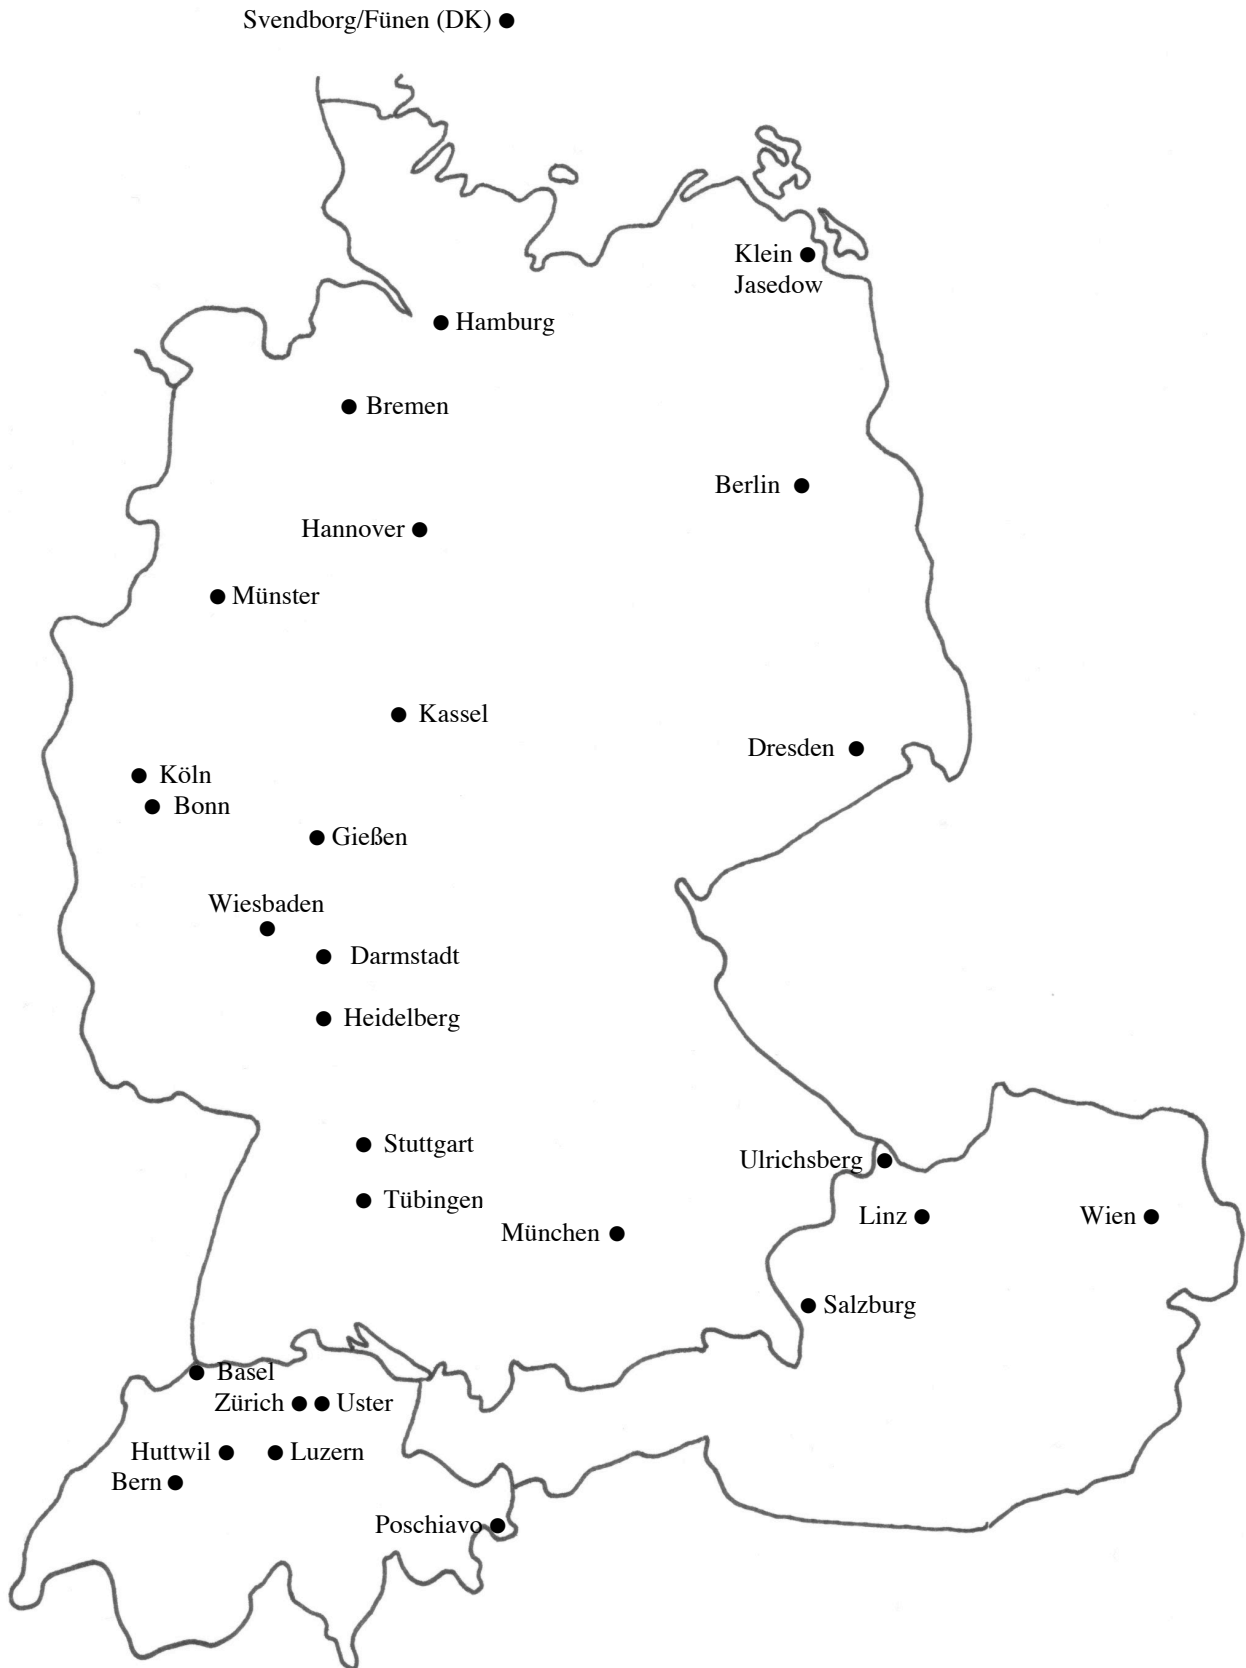 Svendborg/Fünen (DK)
Klein
Jasedow
Hamburg
Bremen
Berlin
Hannover
Münster
Kassel
Dresden
Köln
Bonn
Gießen
Wiesbaden
Darmstadt
Heidelberg
Stuttgart
Ulrichsberg
Tübingen
Linz
Wien
München
Salzburg
Basel
Zürich
Uster
Huttwil
Luzern
Bern
Poschiavo